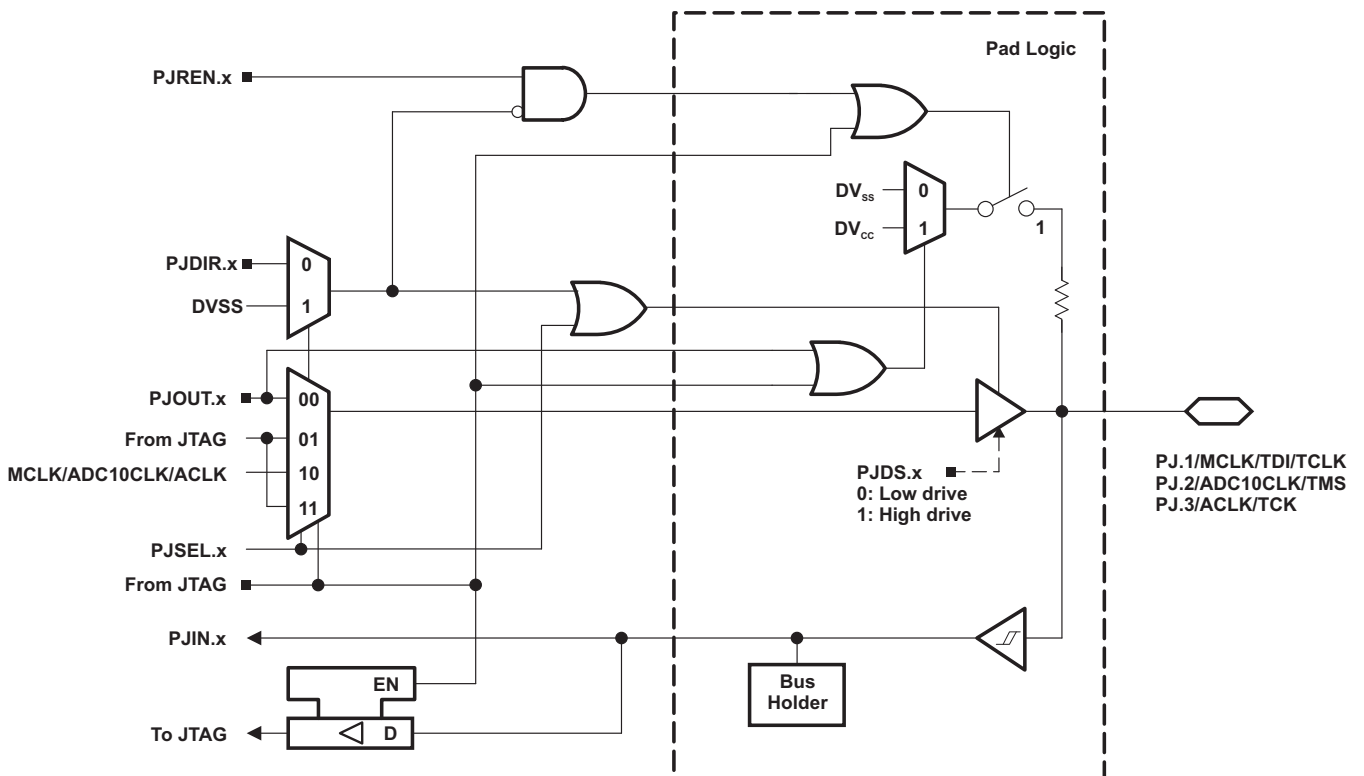 Pad Logic
PJREN.x
DVss
0
DVcc
1
1
PJDIR.x
0
DVSS
1
PJOUT.x
00
From JTAG
01
MCLK/ADC10CLK/ACLK
10
11
PJDS.x
0: Low drive
1: High drive
PJ.1/MCLK/TDI/TCLK
PJ.2/ADC10CLK/TMS
PJ.3/ACLK/TCK
PJSEL.x
From JTAG
PJIN.x
Bus
Holder
EN
To JTAG
D